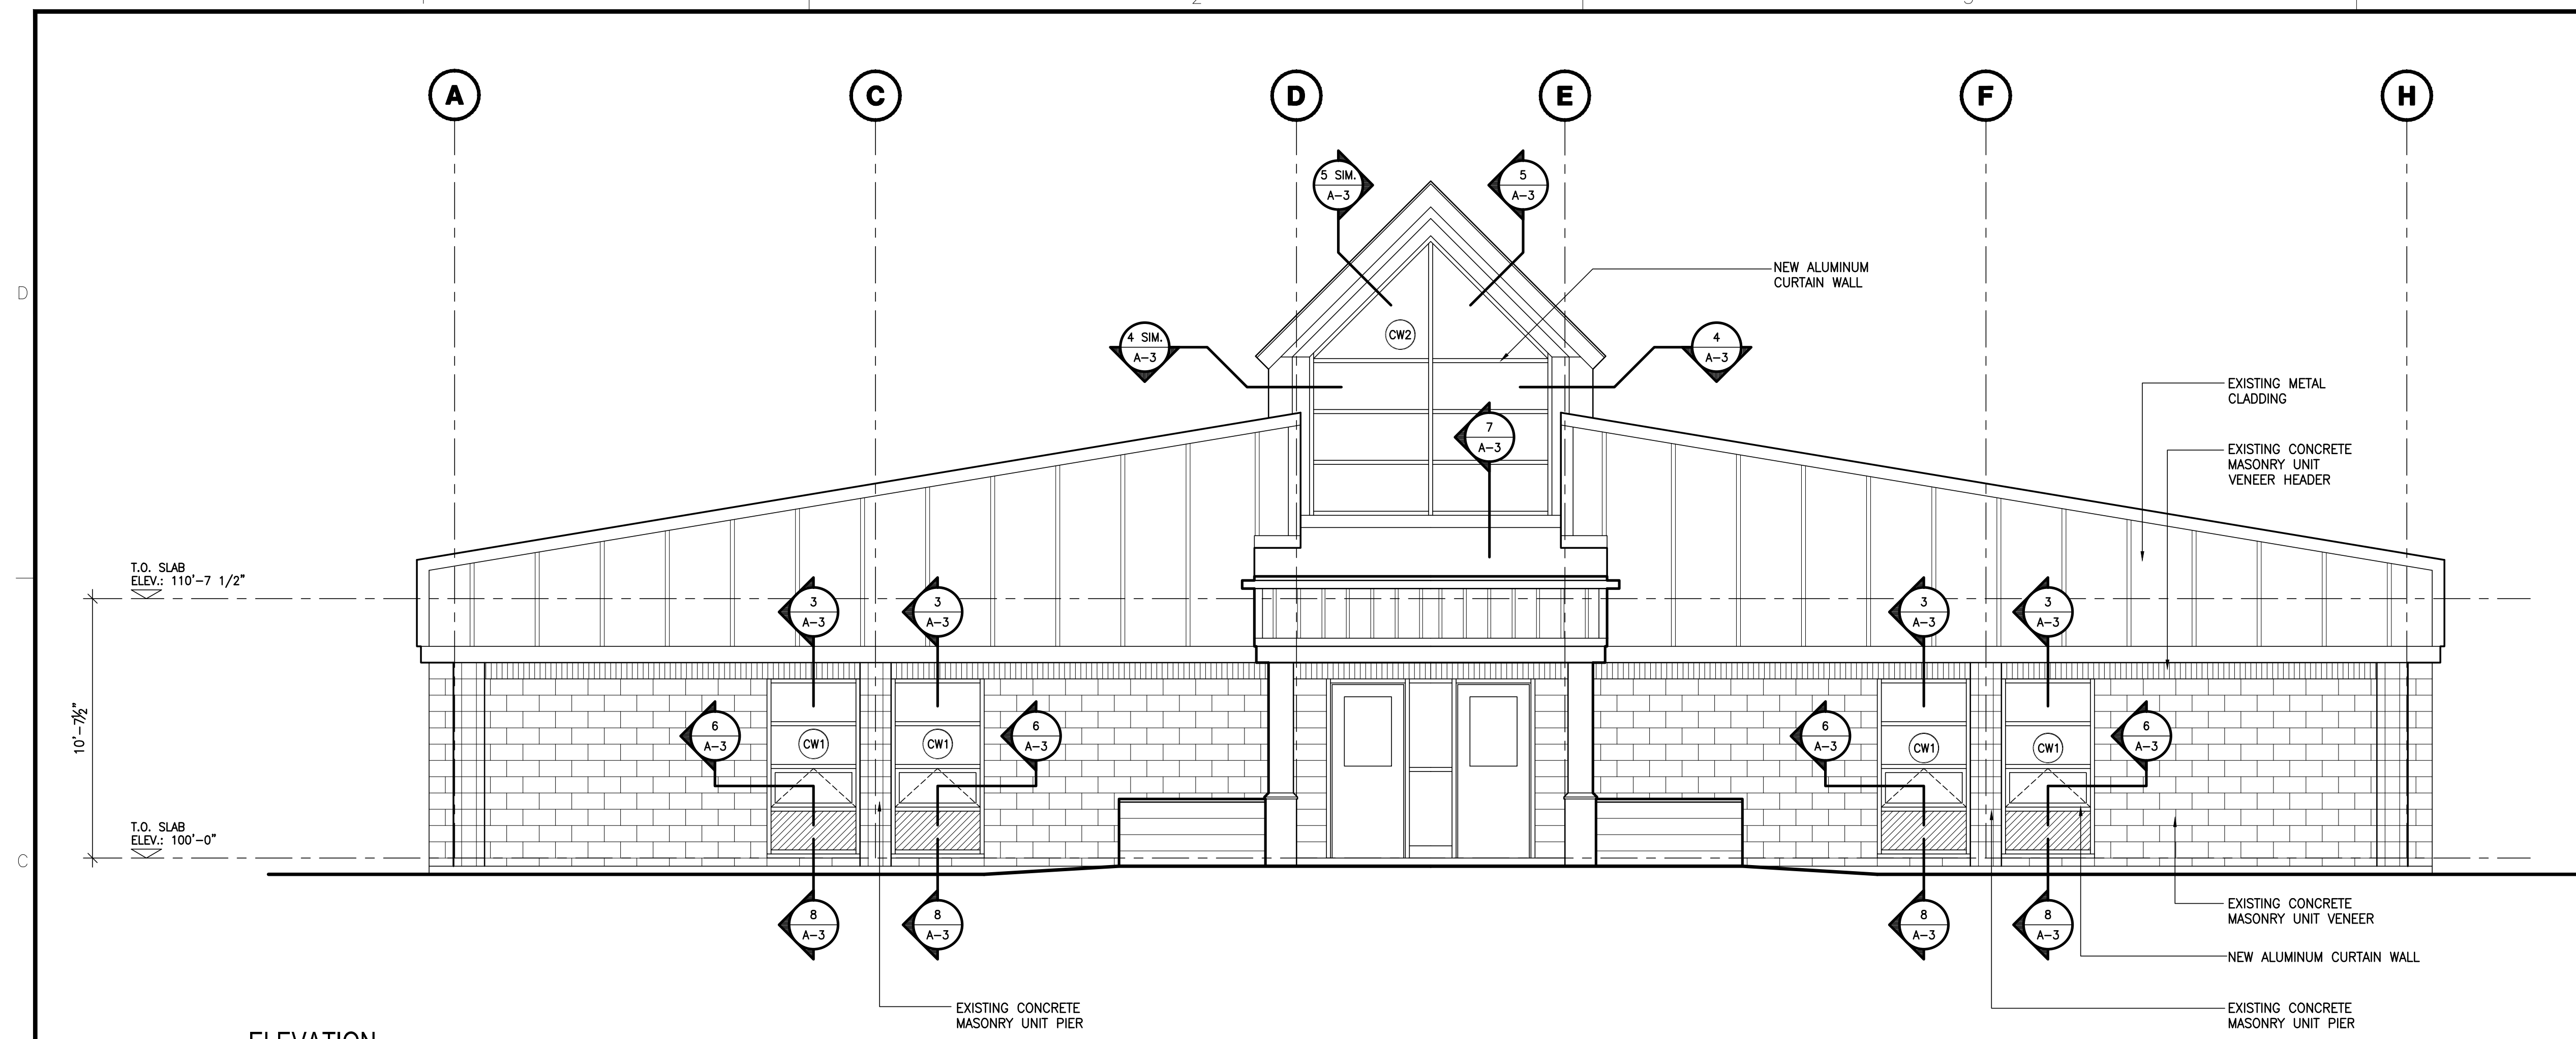 A
C
D
E
F
H
5 SIM.
A-3
5
A-3
D
NEW ALUMINUM
CURTAIN WALL
CW2
4 SIM.
A-3
4
A-3
EXISTING METAL
CLADDING
7
A-3
EXISTING CONCRETE
MASONRY UNIT
VENEER HEADER
T.O. SLAB
ELEV.: 110'-7 1/2"
3
A-3
3
A-3
3
A-3
3
A-3
10'-7½"
6
A-3
CW1
CW1
6
A-3
6
A-3
CW1
CW1
6
A-3
T.O. SLAB
ELEV.: 100'-0"
C
8
A-3
8
A-3
8
A-3
8
A-3
EXISTING CONCRETE
MASONRY UNIT VENEER
NEW ALUMINUM CURTAIN WALL
EXISTING CONCRETE
MASONRY UNIT PIER
EXISTING CONCRETE
MASONRY UNIT PIER
ELEVATION